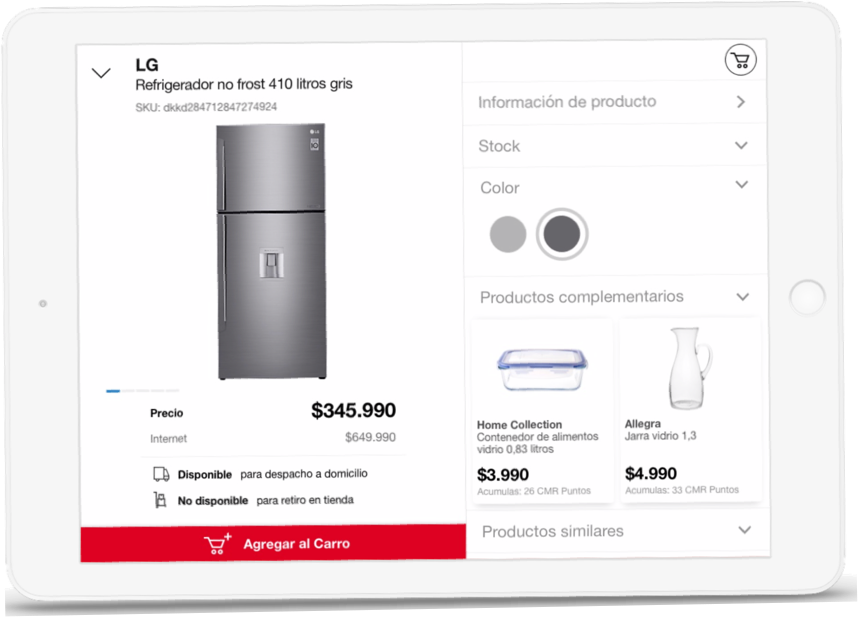 LG
Refrigerador no frost 410 litros gris
SKU: dkkd284712847274924
LG
Precio $345.990
Internet $649.990
Disponible para despacho a domicilio
No disponible para retiro en tienda
Agregar al Carro
Información de producto
Stock
Color
Productos complementarios
Home Collection
Contenedor de alimentos
vidrio 0,83 litros
$3.990
Acumulas: 26 CMR Puntos
Allegra
Jarra vidrio 1,3
$4.990
Acumulas: 33 CMR Puntos
Productos similares